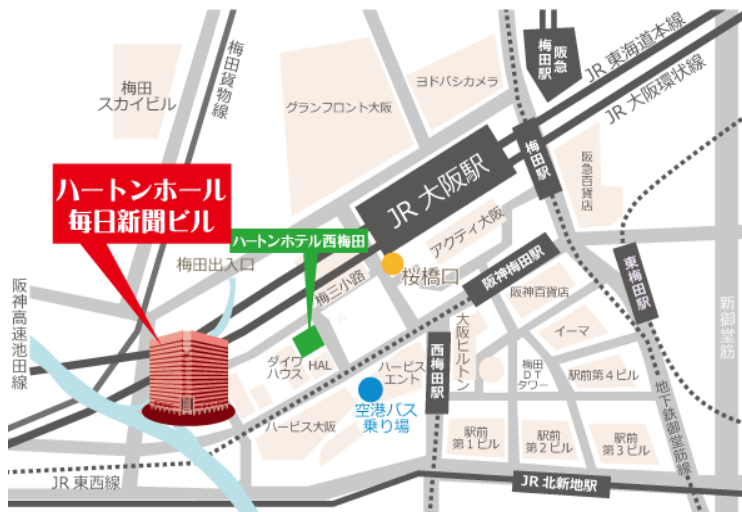 梅田
スカイビル
梅田貨物線
グランフロント大阪
ヨドバシカメラ
阪急
梅田駅
JR 東海道本線
JR 大阪環状線
梅田駅
阪急百貨店
JR 大阪駅
ハートンホール
毎日新聞ビル
ハートンホテル西梅田
梅田出入口
アクティ大阪
桜橋口
梅三小路
阪神梅田駅
阪神百貨店
東梅田駅
新御堂筋
阪神高速池田線
ダイワ
ハウス
HAL
ハービス
エント
大阪ヒルトン
イーマ
西梅田駅
梅田
DT
タワー
駅前第4ビル
空港バス
乗り場
ハービス大阪
駅前
第1ビル
駅前
第2ビル
駅前
第3ビル
地下鉄御堂筋線
JR 東西線
JR 北新地駅